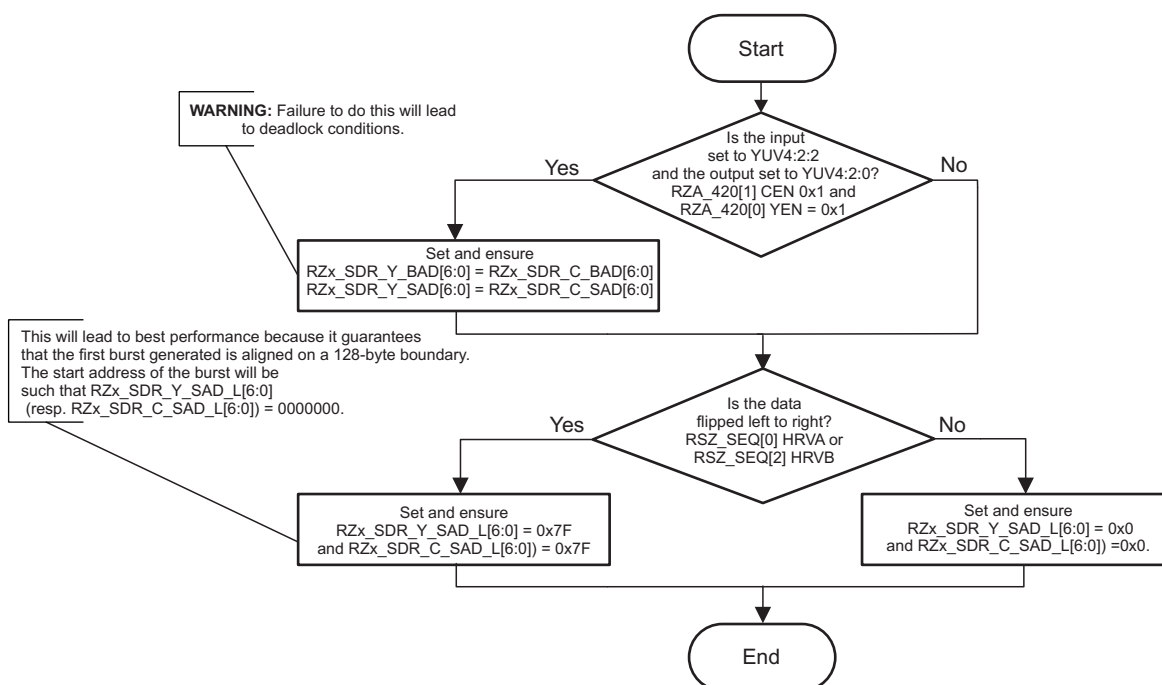 Start
WARNING: Failure to do this will lead
to deadlock conditions.
Is the input
set to YUV4:2:2
and the output set to YUV4:2:0?
RZA_420[1] CEN 0x1 and
RZA_420[0] YEN = 0x1
Yes
No
Set and ensure
RZx_SDR_Y_BAD[6:0] = RZx_SDR_C_BAD[6:0]
RZx_SDR_Y_SAD[6:0] = RZx_SDR_C_SAD[6:0]
This will lead to best performance because it guarantees
that the first burst generated is aligned on a 128-byte boundary.
The start address of the burst will be
such that RZx_SDR_Y_SAD_L[6:0]
(resp. RZx_SDR_C_SAD_L[6:0]) = 0000000.
Is the data
flipped left to right?
RSZ_SEQ[0] HRVA or
RSZ_SEQ[2] HRVB
Yes
No
Set and ensure
RZx_SDR_Y_SAD_L[6:0] = 0x7F
and RZx_SDR_C_SAD_L[6:0]) = 0x7F
Set and ensure
RZx_SDR_Y_SAD_L[6:0] = 0x0
and RZx_SDR_C_SAD_L[6:0]) =0x0.
End